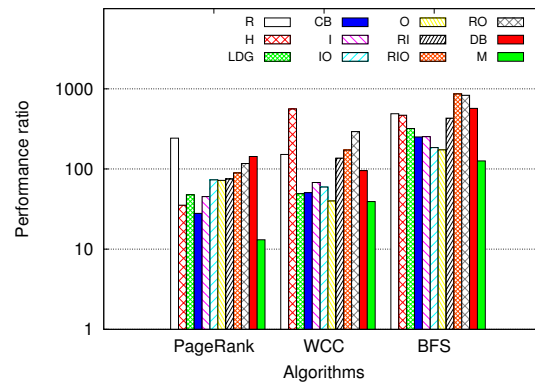 R CB O RO
H I RI DB
LDG IO RIO M
1000
100
10
1
Performance ratio
PageRank WCC BFS
Algorithms